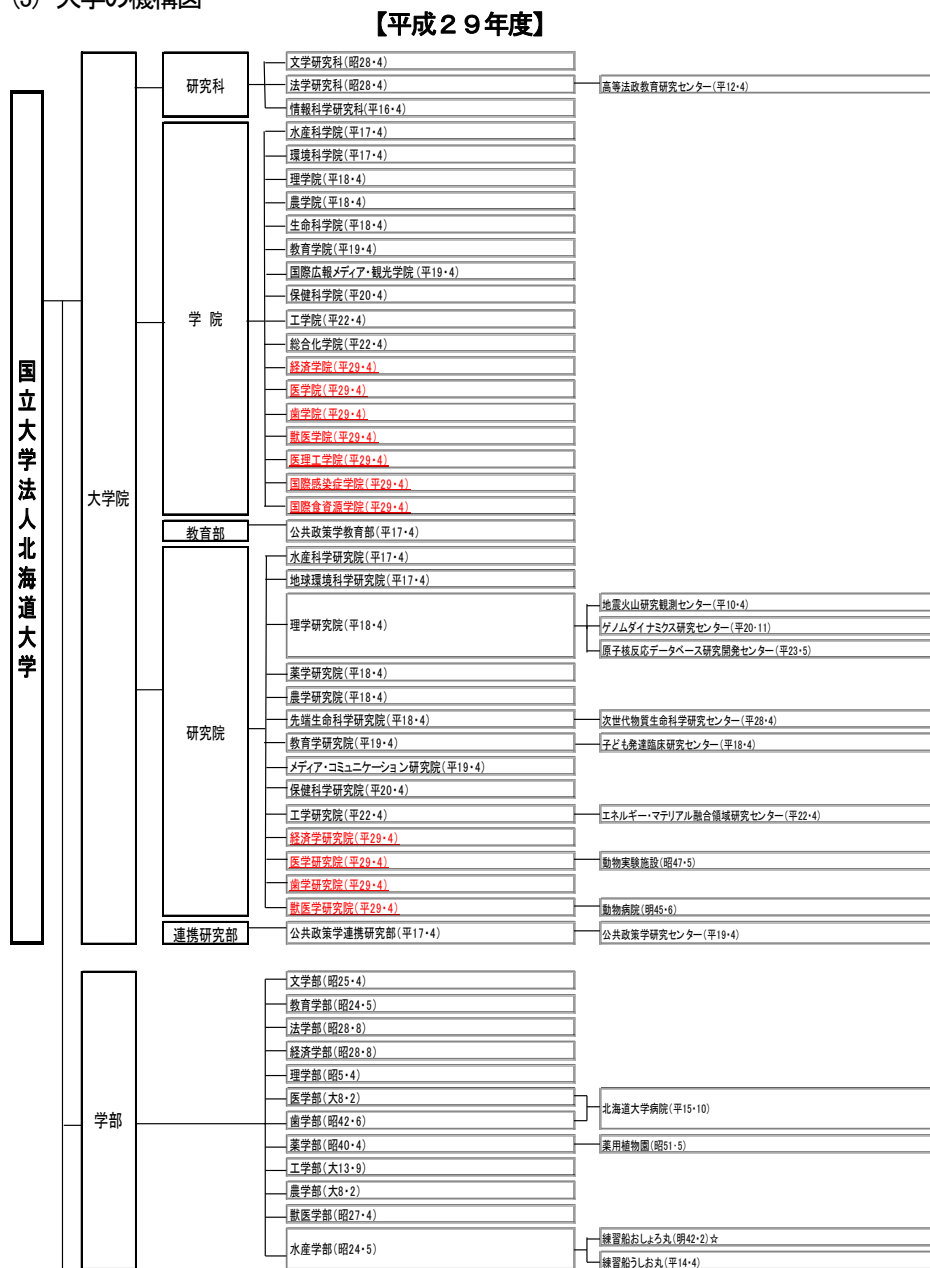 (3) 大学の機構図
【平成２９年度】
国立大学法人北海道大学
大学院
研究科
文学研究科(昭28・4)
法学研究科(昭28・4)
高等法政教育研究センター(平12・4)
情報科学研究科(平16・4)
学 院
水産科学院(平17・4)
環境科学院(平17・4)
理学院(平18・4)
農学院(平18・4)
生命科学院(平18・4)
教育学院(平19・4)
国際広報メディア・観光学院(平19・4)
保健科学院(平20・4)
工学院(平22・4)
総合化学院(平22・4)
経済学院(平29・4)
医学院(平29・4)
歯学院(平29・4)
獣医学院(平29・4)
医理工学院(平29・4)
国際感染症学院(平29・4)
国際食資源学院(平29・4)
教育部
公共政策学教育部(平17・4)
研究院
水産科学研究院(平17・4)
地球環境科学研究院(平17・4)
理学研究院(平18・4)
地震火山研究観測センター(平10・4)
ゲノムダイナミクス研究センター(平20・11)
原子核反応データベース研究開発センター(平23・5)
薬学研究院(平18・4)
農学研究院(平18・4)
先端生命科学研究院(平18・4)
次世代物質生命科学研究センター(平28・4)
教育学研究院(平19・4)
子ども発達臨床研究センター(平18・4)
メディア・コミュニケーション研究院(平19・4)
保健科学研究院(平20・4)
工学研究院(平22・4)
エネルギー・マテリアル融合領域研究センター(平22・4)
経済学研究院(平29・4)
医学研究院(平29・4)
動物実験施設(昭47・5)
歯学研究院(平29・4)
獣医学研究院(平29・4)
動物病院(明45・6)
連携研究部
公共政策学連携研究部(平17・4)
公共政策学研究センター(平19・4)
学部
文学部(昭25・4)
教育学部(昭24・5)
法学部(昭28・8)
経済学部(昭28・8)
理学部(昭5・4)
医学部(大8・2)
北海道大学病院(平15・10)
歯学部(昭42・6)
薬学部(昭40・4)
薬用植物園(昭51・5)
工学部(大13・9)
農学部(大8・2)
獣医学部(昭27・4)
水産学部(昭24・5)
練習船おしょろ丸(明42・2)☆
練習船うしお丸(平14・4)